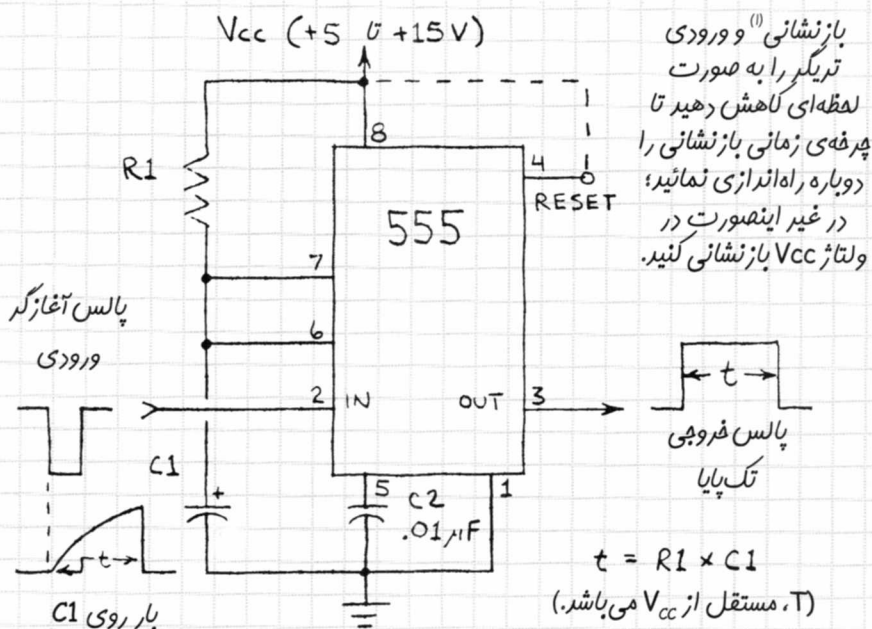 Vcc (+5 تا +15V)
بازنشانی(۱) و ورودی
تریگر را به صورت
لحظه‌ای کاهش دهید تا
چرخه‌ی زمانی بازنشانی را
دوباره راه‌اندازی نمائید؛
در غیر اینصورت در
ولتاژ Vcc بازنشانی کنید.
8
R1
4
RESET
555
7
پالس آغازگر
ورودی
6
2
IN
OUT
3
t
پالس خروجی
تک‌پایا
C1
+
5
C2
.01µF
1
t
بار روی C1
t = R1 × C1
(T، مستقل از Vcc می‌باشد.)